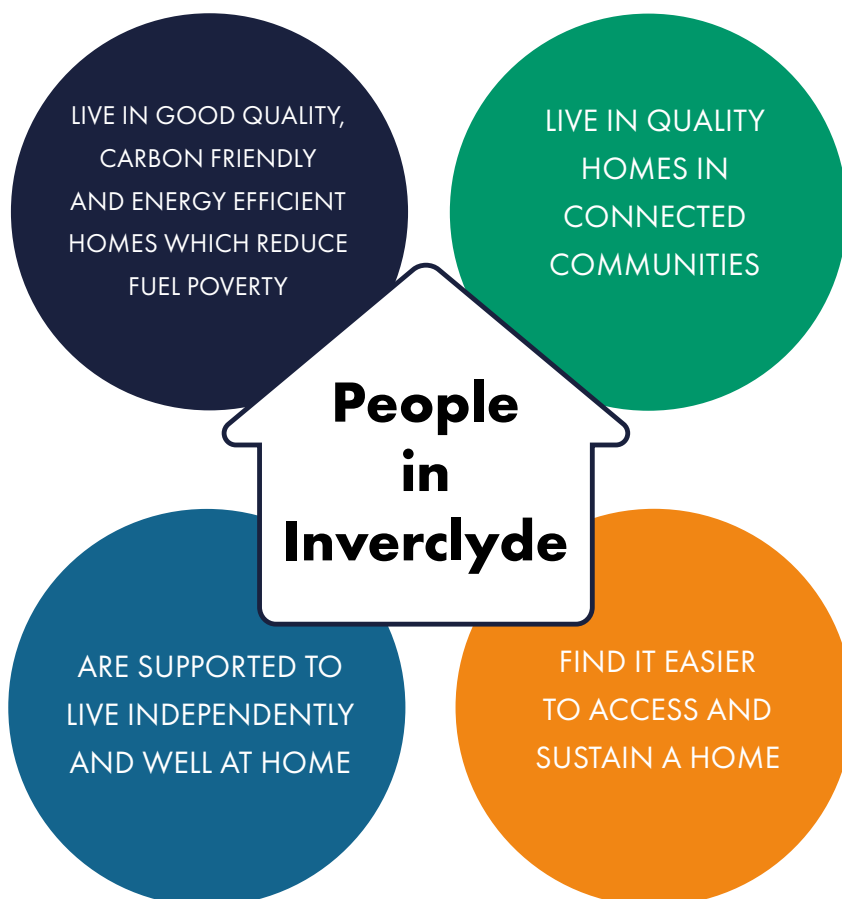 LIVE IN GOOD QUALITY,
CARBON FRIENDLY
AND ENERGY EFFICIENT
HOMES WHICH REDUCE
FUEL POVERTY
LIVE IN QUALITY
HOMES IN
CONNECTED
COMMUNITIES
People
in
Inverclyde
ARE SUPPORTED TO
LIVE INDEPENDENTLY
AND WELL AT HOME
FIND IT EASIER
TO ACCESS AND
SUSTAIN A HOME